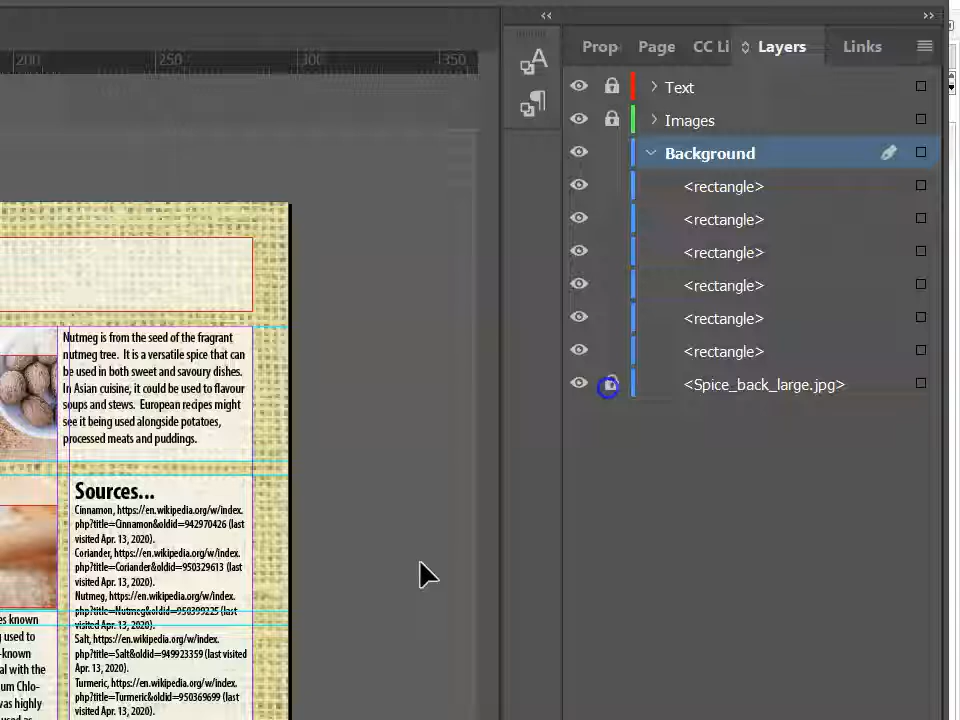 200
250
300
350
Prop
Page
CC Li
Layers
Links
Text
Images
Background
<rectangle>
<rectangle>
<rectangle>
<rectangle>
<rectangle>
<rectangle>
<Spice_back_large.jpg>
Nutmeg is from the seed of the fragrant
nutmeg tree. It is a versatile spice that can
be used in both sweet and savoury dishes.
In Asian cuisine, it could be used to flavour
soups and stews. European recipes might
see it being used alongside potatoes,
processed meats and puddings.
Sources...
Cinnamon, https://en.wikipedia.org/w/index.
php?title=Cinnamon&oldid=942970426 (last
visited Apr. 13, 2020).
Coriander, https://en.wikipedia.org/w/index.
php?title=Coriander&oldid=950329613 (last
visited Apr. 13, 2020).
Nutmeg, https://en.wikipedia.org/w/index.
php?title=Nutmeg&oldid=950399225 (last
visited Apr. 13, 2020).
Salt, https://en.wikipedia.org/w/index.
php?title=Salt&oldid=949923359 (last visited
Apr. 13, 2020).
Turmeric, https://en.wikipedia.org/w/index.
php?title=Turmeric&oldid=950369699 (last
visited Apr. 13, 2020).
es known
used to
-known
al with the
um Chlo-
was highly
used as